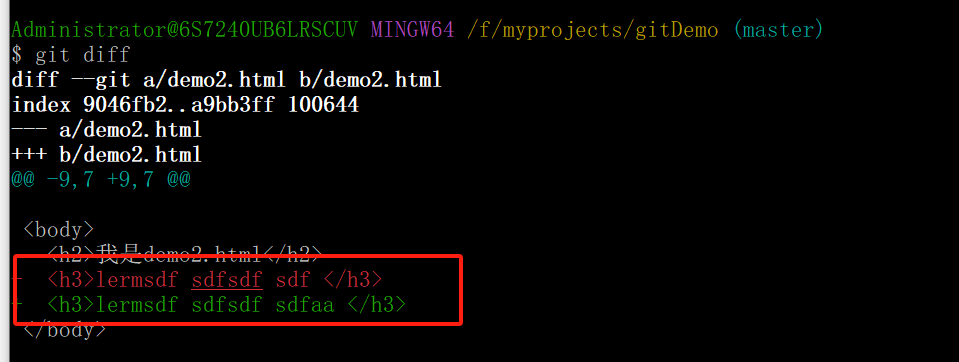 Administrator@6S7240UB6LRSCUV MINGW64 /f/myprojects/gitDemo (master)
$ git diff
diff --git a/demo2.html b/demo2.html
index 9046fb2..a9bb3ff 100644
--- a/demo2.html
+++ b/demo2.html
@@ -9,7 +9,7 @@
<body>
<h2>我是demo2.html</h2>
- <h3>lermsdf sdfsdf sdf </h3>
+ <h3>lermsdf sdfsdf sdfaa </h3>
</body>